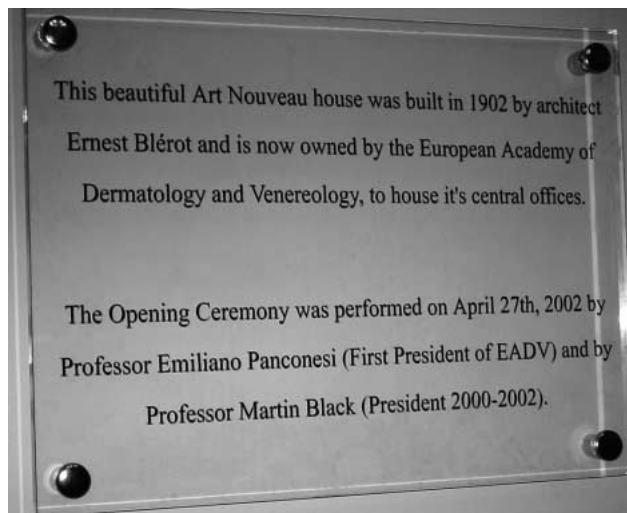 This beautiful Art Nouveau house was built in 1902 by architect
Ernest Blérot and is now owned by the European Academy of
Dermatology and Venereology, to house it's central offices.
The Opening Ceremony was performed on April 27th, 2002 by
Professor Emiliano Panconesi (First President of EADV) and by
Professor Martin Black (President 2000-2002).